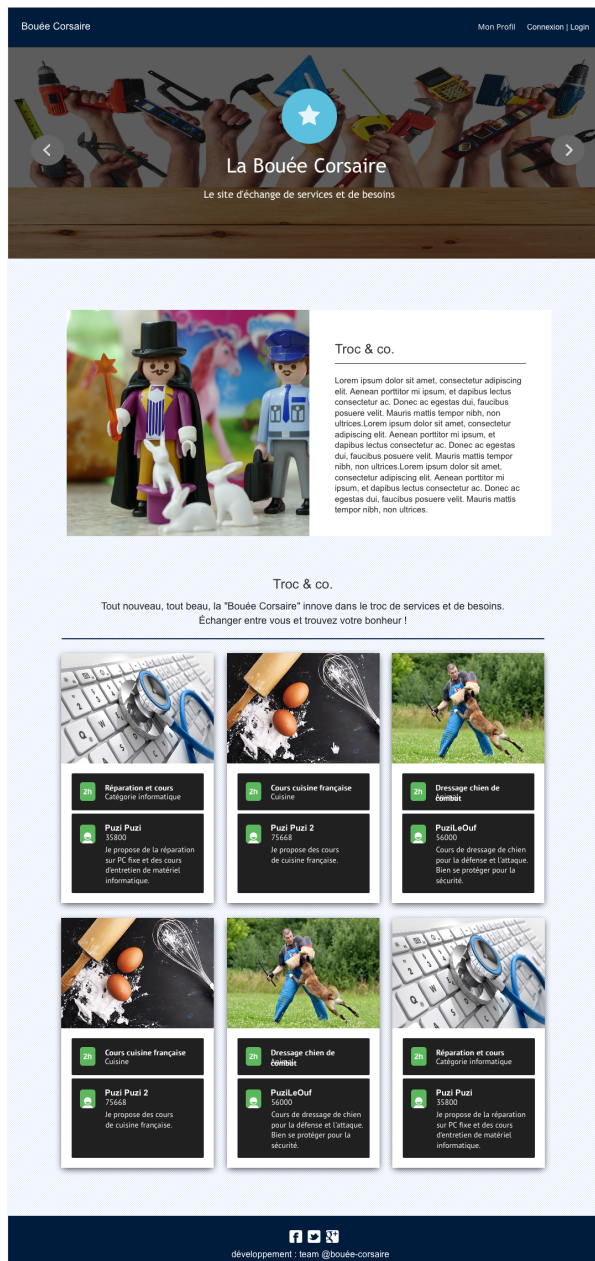 Bouée Corsaire
Mon Profil Connexion | Login
La Bouée Corsaire
Le site d'échange de services et de besoins
Troc & co.
Lorem ipsum dolor sit amet, consectetur adipiscing
elit. Aenean porttitor mi ipsum, et dapibus lectus
consectetur ac. Donec ac egestas dui, faucibus
posuere velit. Mauris mattis tempor nibh, non
ultrices.Lorem ipsum dolor sit amet, consectetur
adipiscing elit. Aenean porttitor mi ipsum, et
dapibus lectus consectetur ac. Donec ac egestas
dui, faucibus posuere velit. Mauris mattis tempor
nibh, non ultrices.Lorem ipsum dolor sit amet,
consectetur adipiscing elit. Aenean porttitor mi
ipsum, et dapibus lectus consectetur ac. Donec ac
egestas dui, faucibus posuere velit. Mauris mattis
tempor nibh, non ultrices.
Troc & co.
Tout nouveau, tout beau, la "Bouée Corsaire" innove dans le troc de services et de besoins.
Échanger entre vous et trouvez votre bonheur !
2h
Réparation et cours
Catégorie informatique
Puzi Puzi
35800
Je propose de la réparation
sur PC fixe et des cours
d'entretien de matériel
informatique.
2h
Cours cuisine française
Cuisine
Puzi Puzi 2
75668
Je propose des cours
de cuisine française.
2h
Dressage chien de
combat
Animal
PuziLeOuf
56000
Cours de dressage de chien
pour la défense et l'attaque.
Bien se protéger pour la
sécurité.
2h
Cours cuisine française
Cuisine
Puzi Puzi 2
75668
Je propose des cours
de cuisine française.
2h
Dressage chien de
combat
Animal
PuziLeOuf
56000
Cours de dressage de chien
pour la défense et l'attaque.
Bien se protéger pour la
sécurité.
2h
Réparation et cours
Catégorie informatique
Puzi Puzi
35800
Je propose de la réparation
sur PC fixe et des cours
d'entretien de matériel
informatique.
développement : team @bouée-corsaire